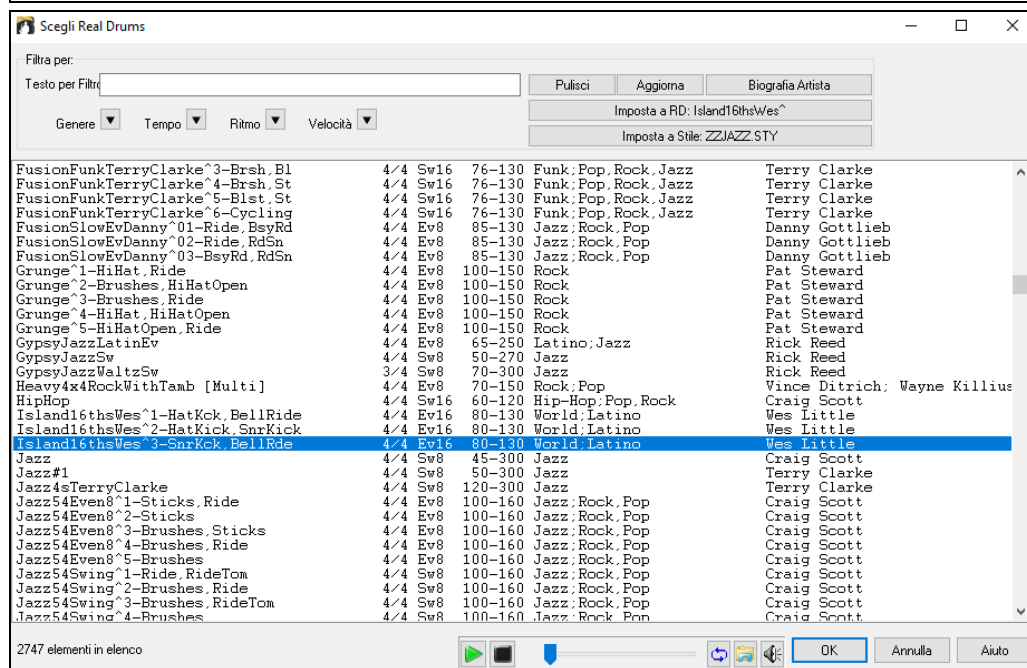 Scegli Real Drums
Filtra per:
Testo per Filtro
Pulisci Aggiorna Biografia Artista
Imposta a RD: Island16thsWes^
Genere Tempo Ritmo Velocità
Imposta a Stile: ZZJAZZ.STY
FusionFunkTerryClarke^3-Brsh,Bl 4/4 Sw16 76-130 Funk;Pop,Rock,Jazz Terry Clarke
FusionFunkTerryClarke^4-Brsh,St 4/4 Sw16 76-130 Funk;Pop,Rock,Jazz Terry Clarke
FusionFunkTerryClarke^5-Blst,St 4/4 Sw16 76-130 Funk;Pop,Rock,Jazz Terry Clarke
FusionFunkTerryClarke^6-Cycling 4/4 Sw16 76-130 Funk;Pop,Rock,Jazz Terry Clarke
FusionSlowEvDanny^01-Ride,BsyRd 4/4 Ev8 85-130 Jazz;Rock,Pop Danny Gottlieb
FusionSlowEvDanny^02-Ride,RdSn 4/4 Ev8 85-130 Jazz;Rock,Pop Danny Gottlieb
FusionSlowEvDanny^03-BsyRd,RdSn 4/4 Ev8 85-130 Jazz;Rock,Pop Danny Gottlieb
Grunge^1-HiHat,Ride 4/4 Ev8 100-150 Rock Pat Steward
Grunge^2-Brushes,HiHatOpen 4/4 Ev8 100-150 Rock Pat Steward
Grunge^3-Brushes,Ride 4/4 Ev8 100-150 Rock Pat Steward
Grunge^4-HiHat,HiHatOpen 4/4 Ev8 100-150 Rock Pat Steward
Grunge^5-HiHatOpen,Ride 4/4 Ev8 100-150 Rock Pat Steward
GypsyJazzLatinEv 4/4 Ev8 65-250 Latino;Jazz Rick Reed
GypsyJazzSw 4/4 Sw8 50-270 Jazz Rick Reed
GypsyJazzWaltzSw 3/4 Sw8 70-300 Jazz Rick Reed
Heavy4x4RockWithTamb [Multi] 4/4 Ev8 70-150 Rock;Pop Vince Ditrich; Wayne Killius
HipHop 4/4 Sw16 60-120 Hip-Hop;Pop,Rock Craig Scott
Island16thsWes^1-HatKck,BellRide 4/4 Ev16 80-130 World;Latino Wes Little
Island16thsWes^2-HatKick,SnrKick 4/4 Ev16 80-130 World;Latino Wes Little
Island16thsWes^3-SnrKck,BellRde 4/4 Ev16 80-130 World;Latino Wes Little
Jazz 4/4 Sw8 45-300 Jazz Craig Scott
Jazz#1 4/4 Sw8 50-300 Jazz Terry Clarke
Jazz4sTerryClarke 4/4 Sw8 120-300 Jazz Terry Clarke
Jazz54Even8^1-Sticks,Ride 4/4 Ev8 100-160 Jazz;Rock,Pop Craig Scott
Jazz54Even8^2-Sticks 4/4 Ev8 100-160 Jazz;Rock,Pop Craig Scott
Jazz54Even8^3-Brushes,Sticks 4/4 Ev8 100-160 Jazz;Rock,Pop Craig Scott
Jazz54Even8^4-Brushes,Ride 4/4 Ev8 100-160 Jazz;Rock,Pop Craig Scott
Jazz54Even8^5-Brushes 4/4 Ev8 100-160 Jazz;Rock,Pop Craig Scott
Jazz54Swing^1-Ride,RideTom 4/4 Sw8 100-160 Jazz;Rock,Pop Craig Scott
Jazz54Swing^2-Brushes,Ride 4/4 Sw8 100-160 Jazz;Rock,Pop Craig Scott
Jazz54Swing^3-Brushes,RideTom 4/4 Sw8 100-160 Jazz;Rock,Pop Craig Scott
Jazz54Swing^4-Brushes 4/4 Sw8 100-160 Jazz;Rock,Pop Craig Scott
2747 elementi in elenco OK Annulla Aiuto